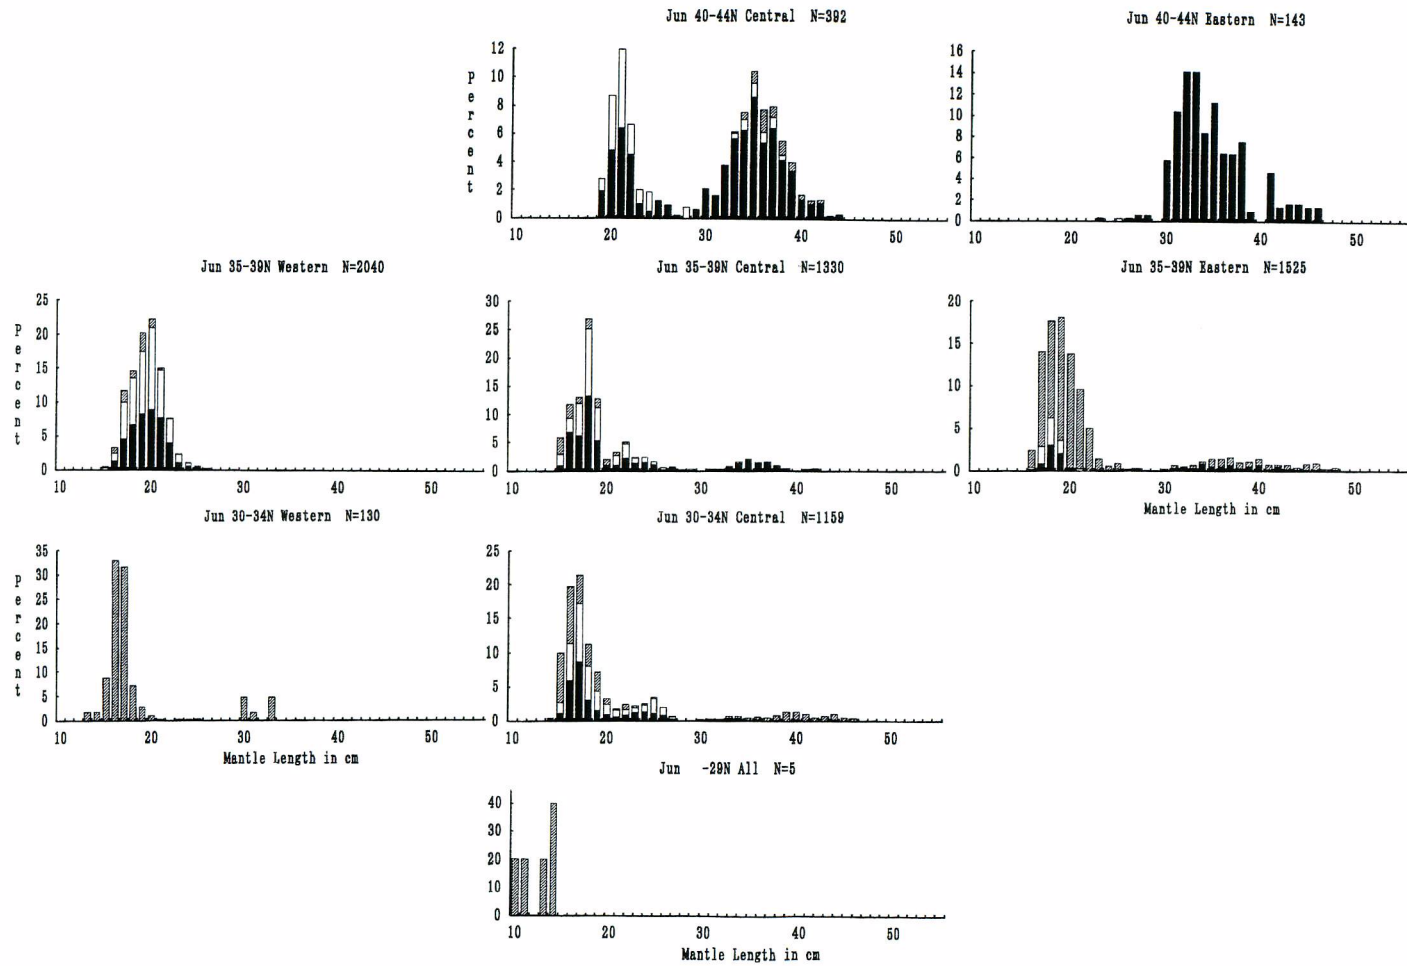 Jun 40-44N Central N=392
Percent
12
10
8
6
4
2
0
10 20 30 40 50
Jun 40-44N Eastern N=143
16
14
12
10
8
6
4
2
0
10 20 30 40 50
Jun 35-39N Western N=2040
Percent
25
20
15
10
5
0
10 20 30 40 50
Jun 35-39N Central N=1330
30
25
20
15
10
5
0
10 20 30 40 50
Jun 35-39N Eastern N=1525
20
15
10
5
0
10 20 30 40 50
Mantle Length in cm
Jun 30-34N Western N=130
Percent
35
30
25
20
15
10
5
0
10 20 30 40 50
Mantle Length in cm
Jun 30-34N Central N=1159
25
20
15
10
5
0
10 20 30 40 50
Jun -29N All N=5
40
30
20
10
0
10 20 30 40 50
Mantle Length in cm